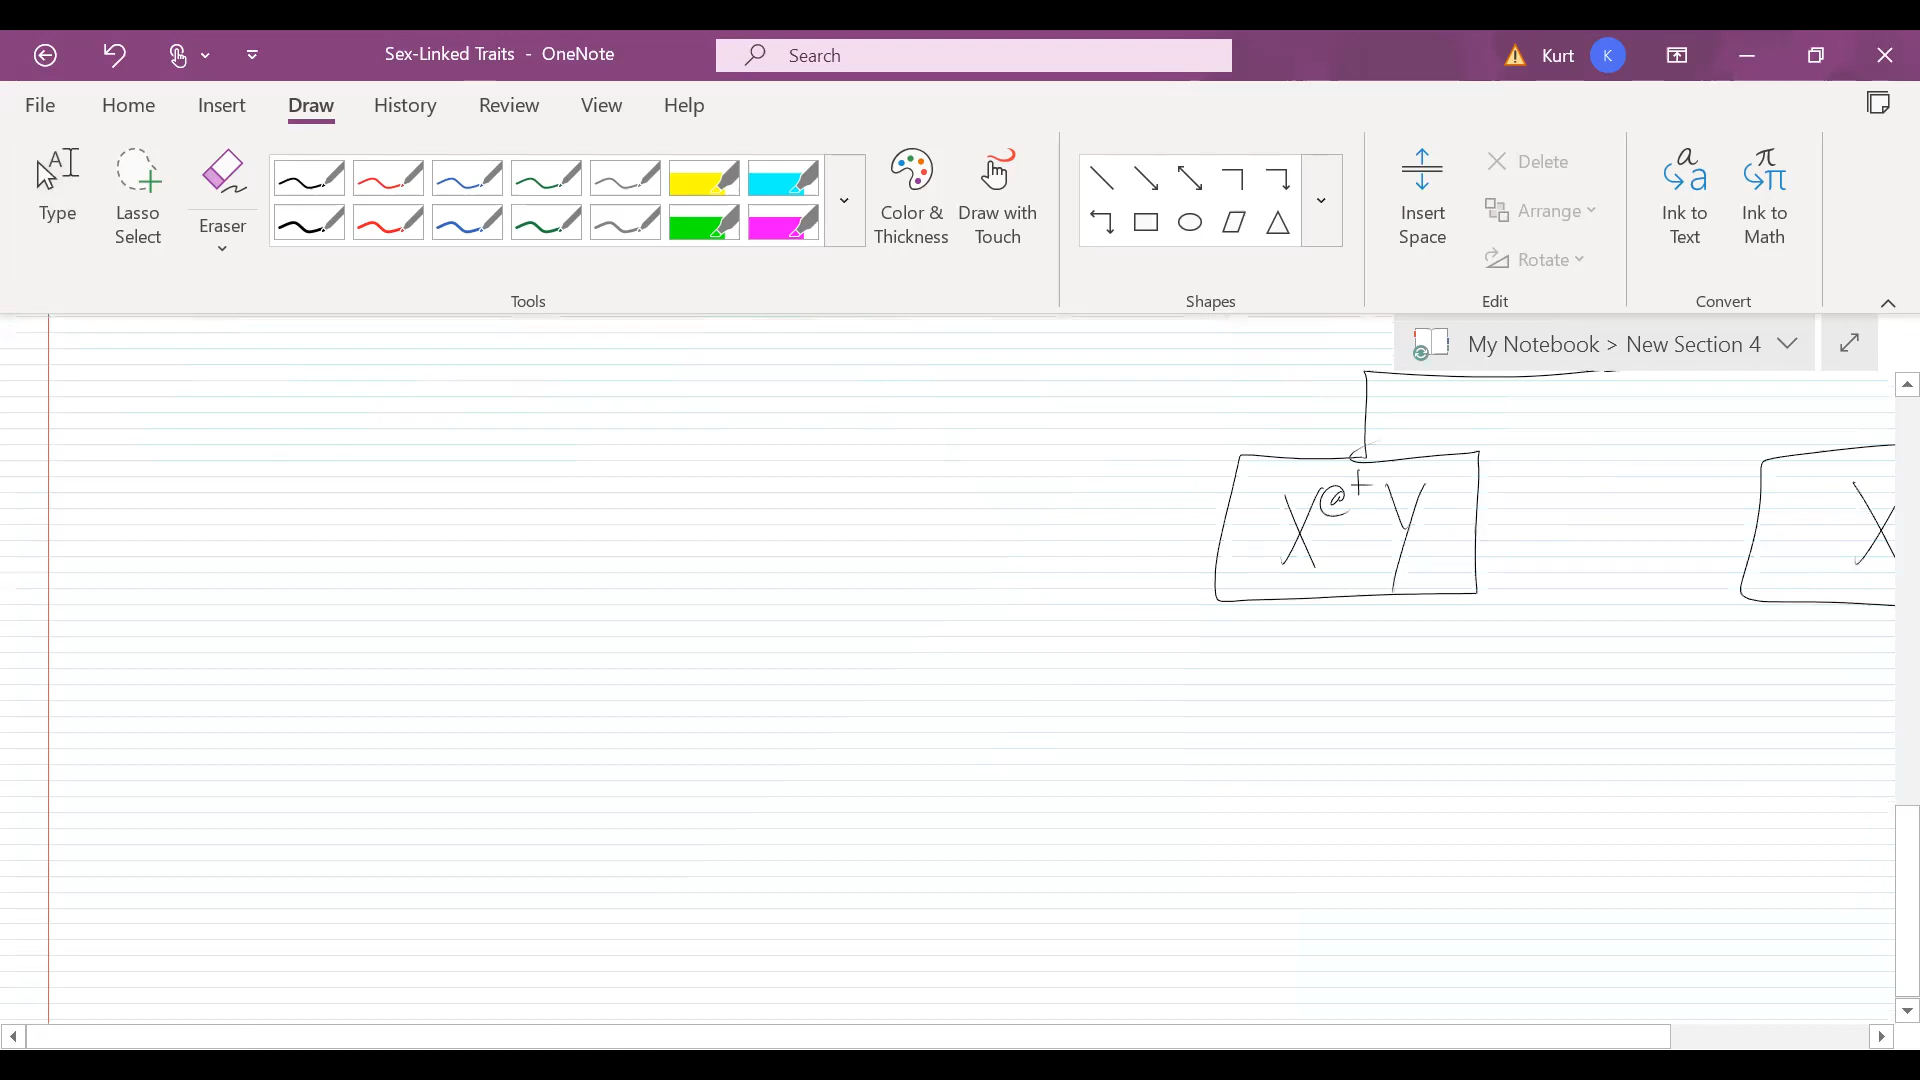 Sex-Linked Traits - OneNote
Search
Kurt
K
File Home Insert Draw History Review View Help
Type
Lasso Select
Eraser
Color & Thickness
Draw with Touch
Insert Space
Delete
Arrange
Rotate
Ink to Text
Ink to Math
Tools
Shapes
Edit
Convert
My Notebook > New Section 4
X@+ Y
X